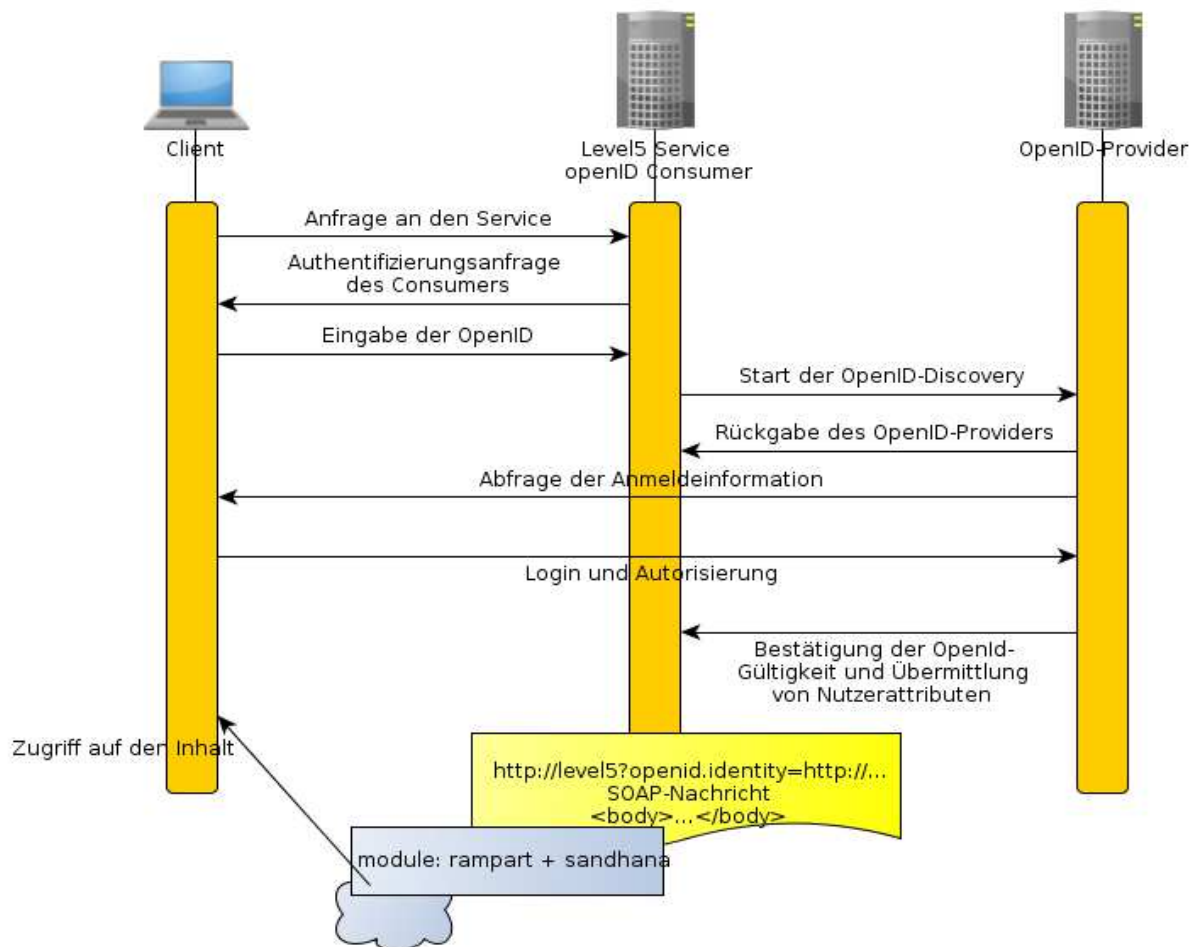 Client
Level5 Service
openID Consumer
OpenID-Provider
Anfrage an den Service
Authentifizierungsanfrage
des Consumers
Eingabe der OpenID
Start der OpenID-Discovery
Rückgabe des OpenID-Providers
Abfrage der Anmeldeinformation
Login und Autorisierung
Bestätigung der OpenId-
Gültigkeit und Übermittlung
von Nutzerattributen
Zugriff auf den Inhalt
http://level5?openid.identity=http://...
SOAP-Nachricht
<body>...</body>
module: rampart + sandhana